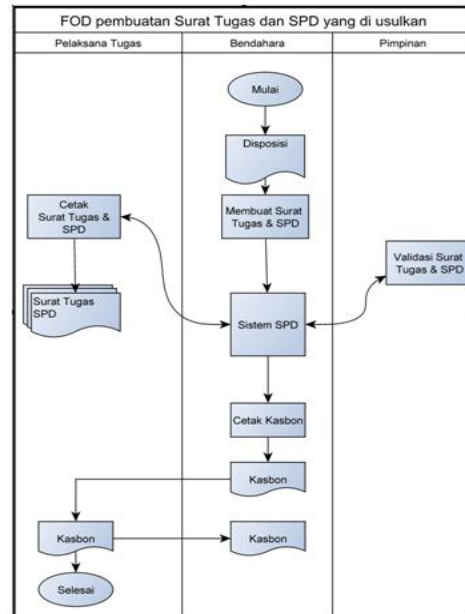 FOD pembuatan Surat Tugas dan SPD yang di usulkan
Pelaksana Tugas
Bendahara
Pimpinan
Mulai
Disposisi
Membuat Surat
Tugas & SPD
Cetak
Surat Tugas &
SPD
Validasi Surat
Tugas & SPD
Surat Tugas
SPD
Sistem SPD
Cetak Kasbon
Kasbon
Kasbon
Kasbon
Selesai